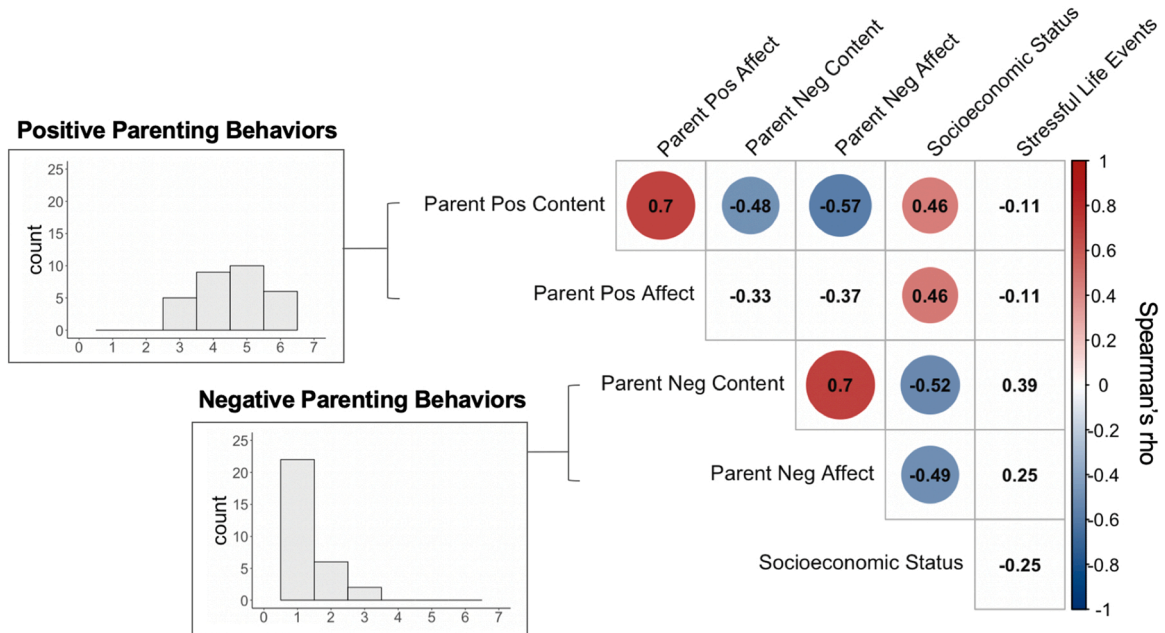 Positive Parenting Behaviors
count
25
20
15
10
5
0
0 1 2 3 4 5 6 7
Negative Parenting Behaviors
count
25
20
15
10
5
0
0 1 2 3 4 5 6 7
Parent Pos Affect
Parent Neg Content
Parent Neg Affect
Socioeconomic Status
Stressful Life Events
Parent Pos Content 0.7 -0.48 -0.57 0.46 -0.11
Parent Pos Affect -0.33 -0.37 0.46 -0.11
Parent Neg Content 0.7 -0.52 0.39
Parent Neg Affect -0.49 0.25
Socioeconomic Status -0.25
1
0.8
0.6
0.4
0.2
0
-0.2
-0.4
-0.6
-0.8
-1
Spearman's rho